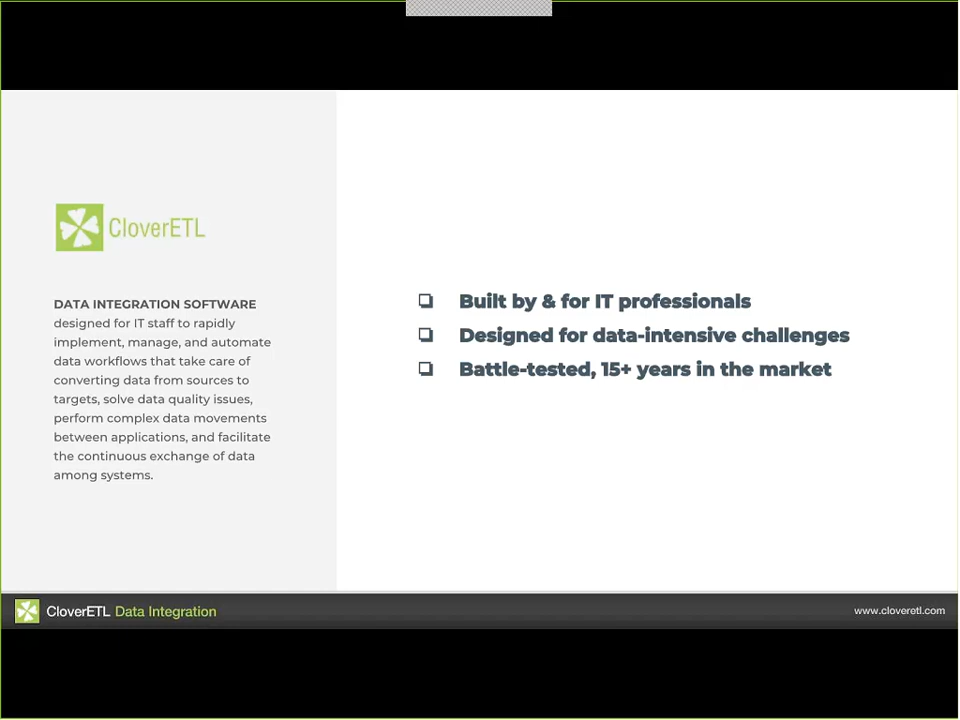 CloverETL
DATA INTEGRATION SOFTWARE
designed for IT staff to rapidly
implement, manage, and automate
data workflows that take care of
converting data from sources to
targets, solve data quality issues,
perform complex data movements
between applications, and facilitate
the continuous exchange of data
among systems.
Built by & for IT professionals
Designed for data-intensive challenges
Battle-tested, 15+ years in the market
CloverETL Data Integration
www.cloveretl.com